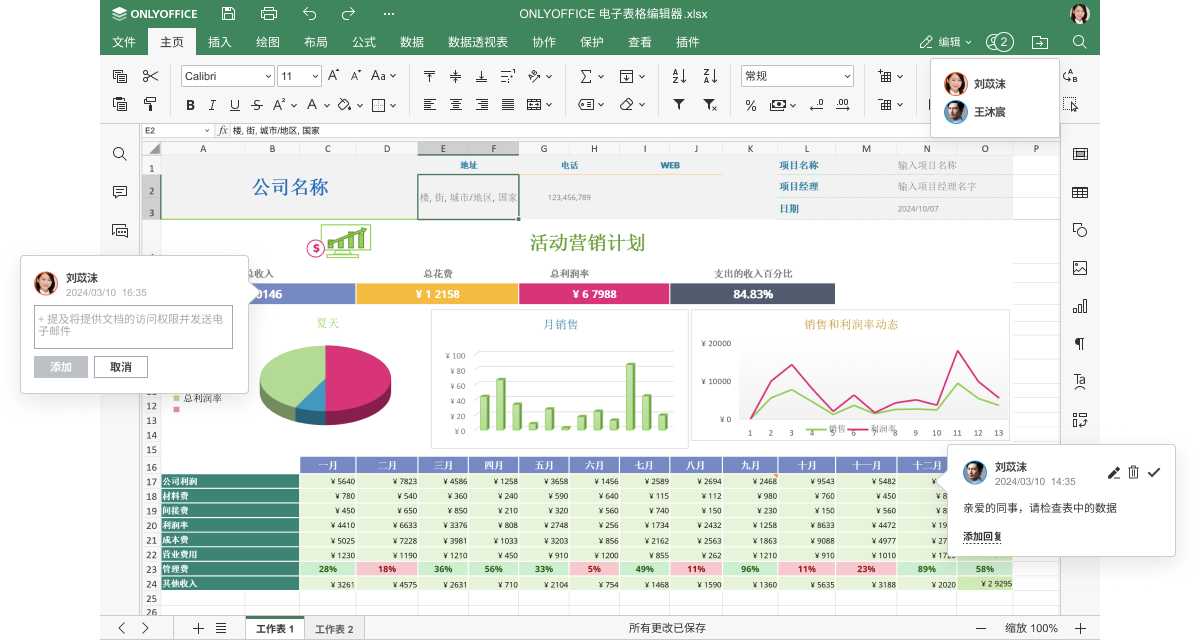 ONLYOFFICE
ONLYOFFICE 电子表格编辑器.xlsx
文件 主页 插入 绘图 布局 公式 数据 数据透视表 协作 保护 查看 插件
编辑 2
Calibri 11 常规
刘苡沫
王沐宸
E2 fx 楼, 街, 城市/地区, 国家
A B C D E F G H I J K L M N O P
1 地址 电话 WEB 项目名称 输入项目名称
2 公司名称 楼, 街, 城市/地区, 国家 123,456,789 项目经理 输入项目经理名字
3 日期 2024/10/07
$ 活动营销计划
总收入 总花费 总利润率 支出的收入百分比
0146 ¥ 1 2158 ¥ 6 7988 84.83%
刘苡沫
2024/03/10 16:35
+ 提及将提供文档的访问权限并发送电
子邮件
添加 取消
夏天
总利润率
月销售
¥ 100
¥ 80
¥ 60
¥ 40
¥ 20
¥ 0
销售和利润率动态
¥ 20000
¥ 10000
¥ 0
1 2 3 4 5 6 7 8 9 10 11 12 13
销售 利润率
12
13
14
15
16 一月 二月 三月 四月 五月 六月 七月 八月 九月 十月 十一月 十二月
17 公司利润 ¥ 5640 ¥ 7823 ¥ 4586 ¥ 1258 ¥ 3658 ¥ 1456 ¥ 2589 ¥ 2694 ¥ 2468 ¥ 9543 ¥ 5482
18 材料费 ¥ 780 ¥ 540 ¥ 360 ¥ 240 ¥ 590 ¥ 640 ¥ 115 ¥ 112 ¥ 980 ¥ 760 ¥ 450
19 间接费 ¥ 450 ¥ 650 ¥ 850 ¥ 210 ¥ 320 ¥ 560 ¥ 740 ¥ 150 ¥ 230 ¥ 150 ¥ 560
20 利润率 ¥ 4410 ¥ 6633 ¥ 3376 ¥ 808 ¥ 2748 ¥ 256 ¥ 1734 ¥ 2432 ¥ 1258 ¥ 8633 ¥ 4472
21 成本费 ¥ 5025 ¥ 7228 ¥ 3981 ¥ 1033 ¥ 3203 ¥ 856 ¥ 2162 ¥ 2563 ¥ 1863 ¥ 9088 ¥ 4977
22 营业费用 ¥ 1230 ¥ 1190 ¥ 1210 ¥ 450 ¥ 910 ¥ 1200 ¥ 855 ¥ 262 ¥ 1210 ¥ 910 ¥ 1010
23 管理费 28% 18% 36% 56% 33% 5% 49% 11% 96% 11% 23% 89% 58%
24 其他收入 ¥ 3261 ¥ 4575 ¥ 2631 ¥ 710 ¥ 2104 ¥ 754 ¥ 1468 ¥ 1590 ¥ 1360 ¥ 5635 ¥ 3188 ¥ 2020 ¥ 2 9295
25
26
刘苡沫
2024/03/10 14:35
亲爱的同事，请检查表中的数据
添加回复
工作表 1 工作表 2 所有更改已保存 缩放 100%